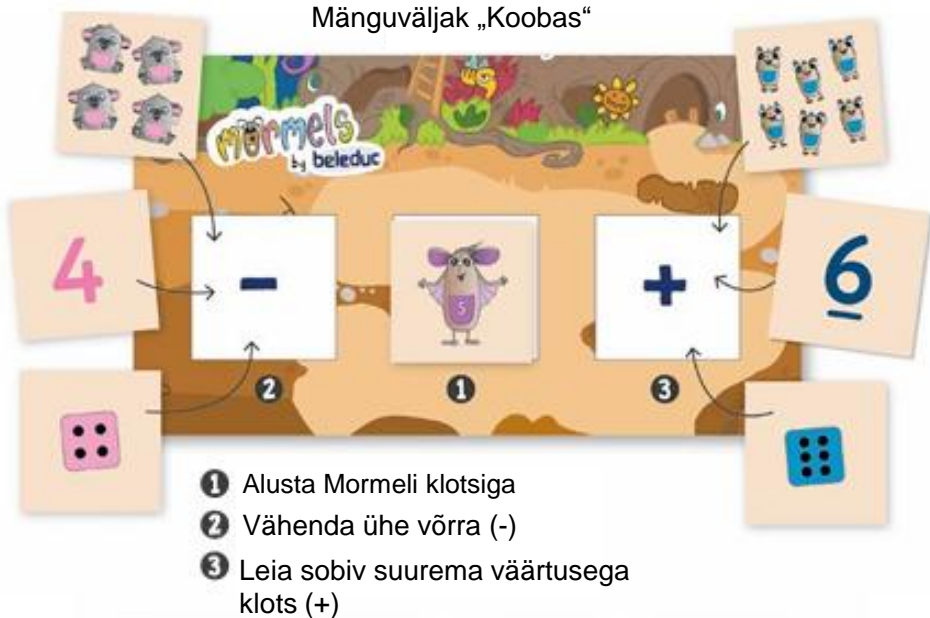 Mänguväljak „Koobas“
mormels
by beleduc
4
-
5
+
6
2
1
3
1 Alusta Mormeli klotsiga
2 Vähenda ühe võrra (-)
3 Leia sobiv suurema väärtusega
klots (+)